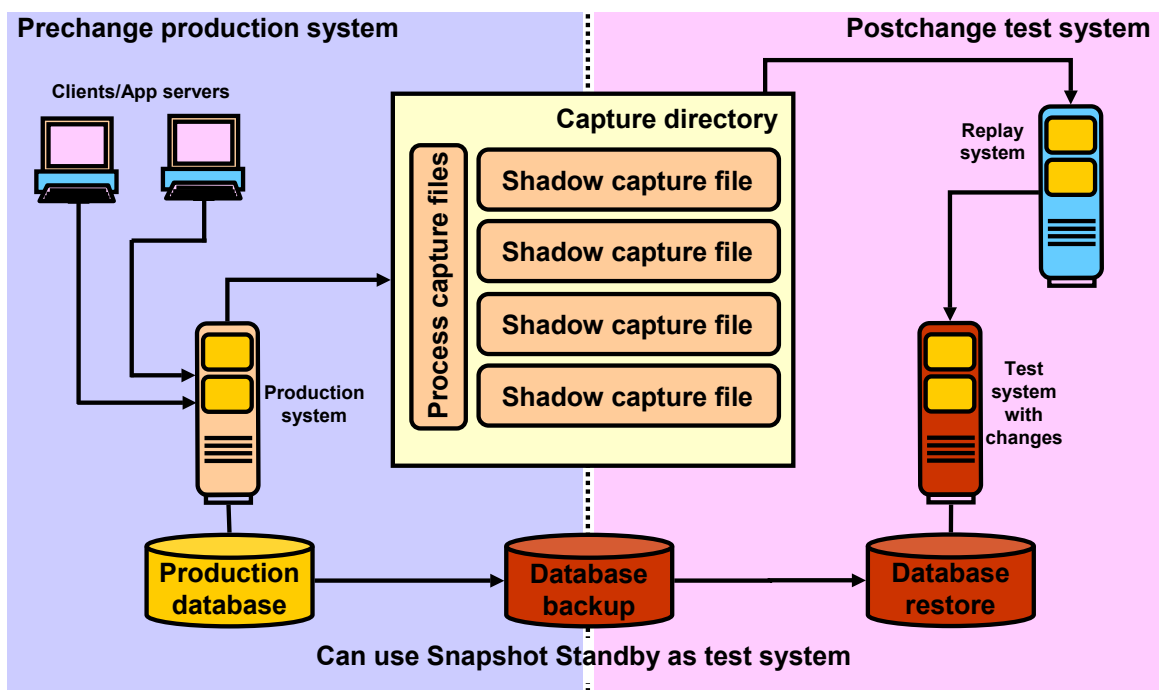 Prechange production system
Postchange test system
Clients/App servers
Capture directory
Process capture files
Shadow capture file
Shadow capture file
Shadow capture file
Shadow capture file
Replay
system
Production
system
Test
system
with
changes
Production
database
Database
backup
Database
restore
Can use Snapshot Standby as test system